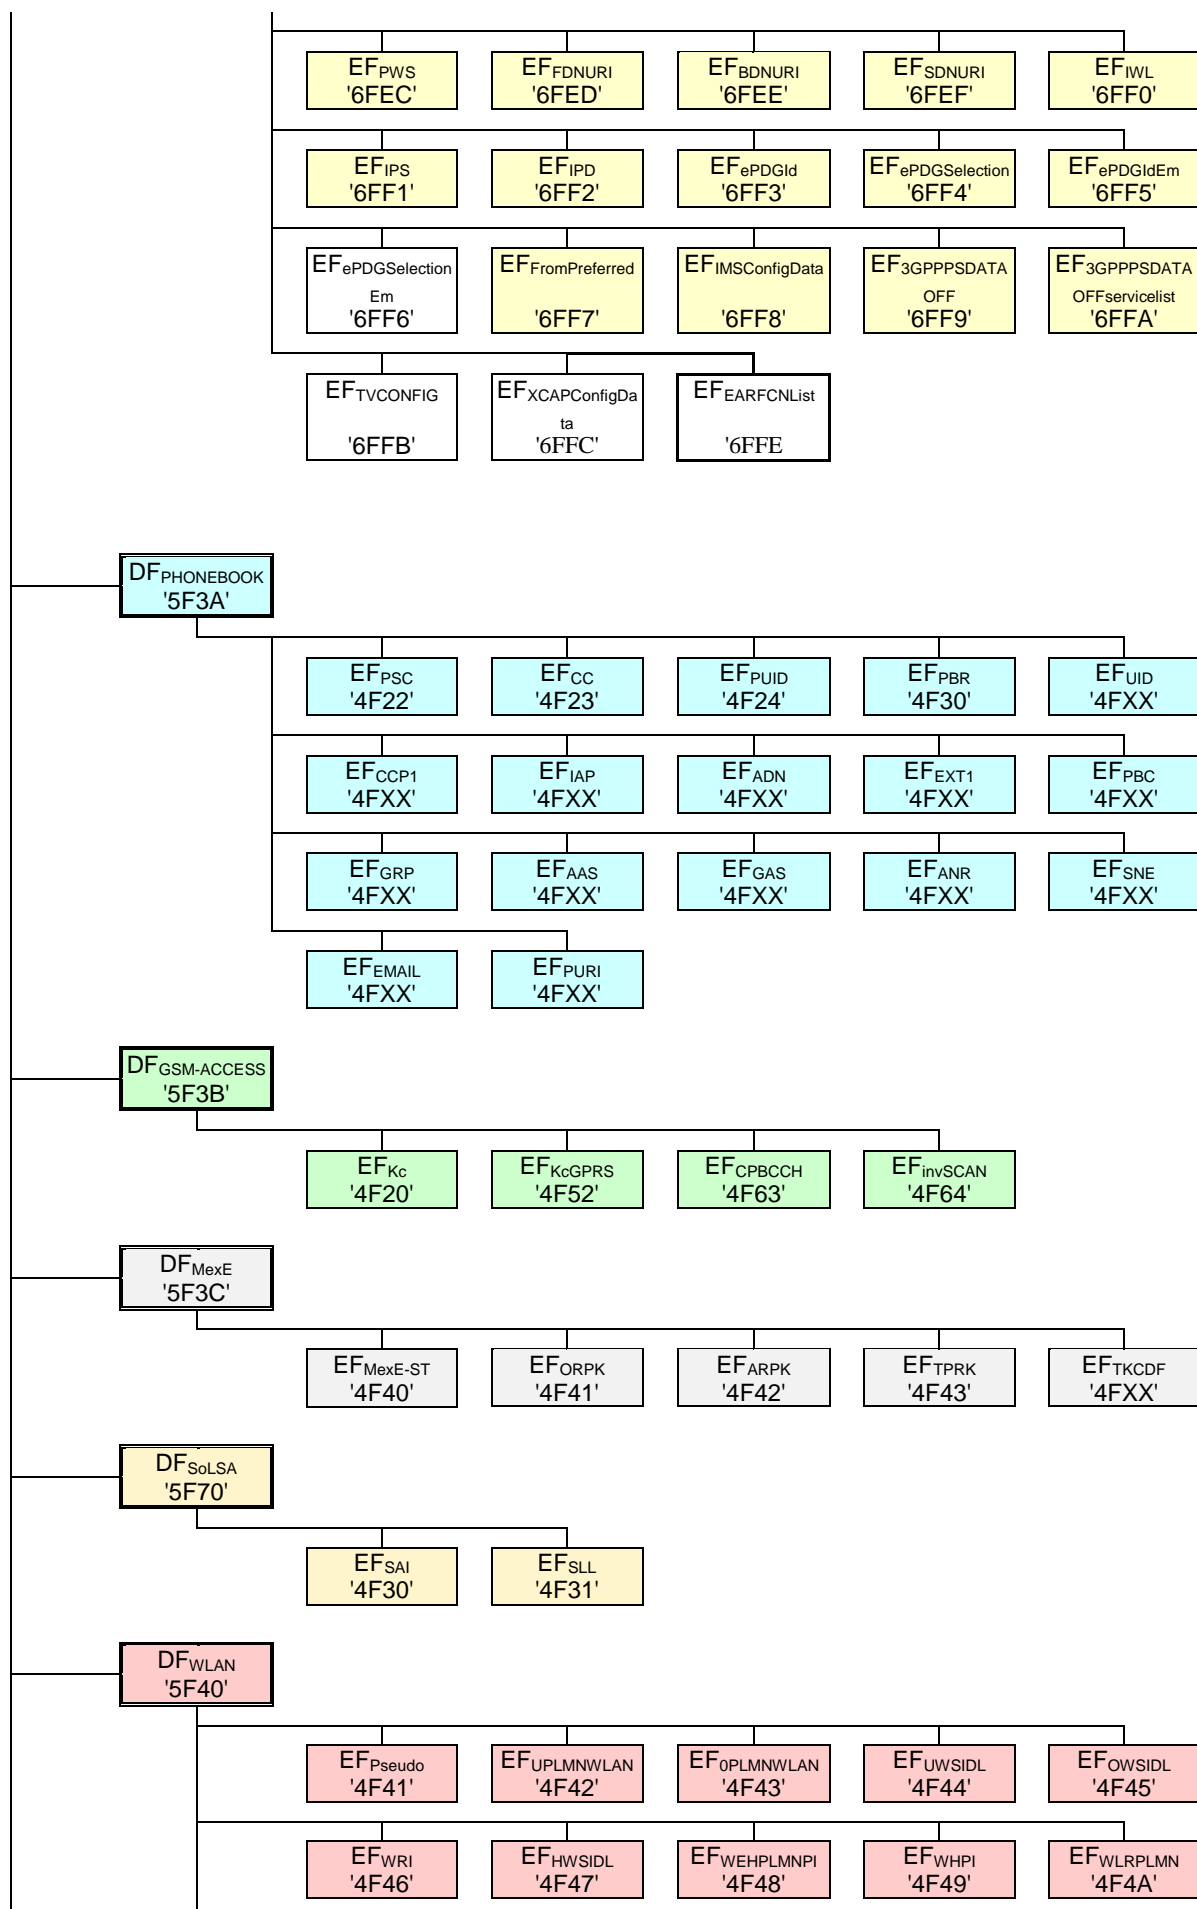 EFPWS EFFDNURI EFBDNURI EFSDNURI EFIWL
'6FEC' '6FED' '6FEE' '6FEF' '6FF0'
EFIPS EFIPD EFePDGId EFePDGSelection EFePDGIdEm
'6FF1' '6FF2' '6FF3' '6FF4' '6FF5'
EFePDGSelection EFFromPreferred EFIMSConfigData EF3GPPPSDATA EF3GPPPSDATA
Em OFF OFFservicelist
'6FF6' '6FF7' '6FF8' '6FF9' '6FFA'
EFTVCONFIG EFXCAPConfigDa EFEARFCNList
ta
'6FFB' '6FFC' '6FFE
DFPHONEBOOK
'5F3A'
EFPSC EFCC EFPUID EFPBR EFUID
'4F22' '4F23' '4F24' '4F30' '4FXX'
EFCCP1 EFIAP EFADN EFEXT1 EFPBC
'4FXX' '4FXX' '4FXX' '4FXX' '4FXX'
EFGRP EFAAS EFGAS EFANR EFSNE
'4FXX' '4FXX' '4FXX' '4FXX' '4FXX'
EFEMAIL EFPURI
'4FXX' '4FXX'
DFGSM-ACCESS
'5F3B'
EFKc EFKcGPRS EFCPBCCH EFinvSCAN
'4F20' '4F52' '4F63' '4F64'
DFMexE
'5F3C'
EFMexE-ST EFORPK EFARPK EFTPRK EFTKCDF
'4F40' '4F41' '4F42' '4F43' '4FXX'
DFSoLSA
'5F70'
EFSAI EFSLL
'4F30' '4F31'
DFWLAN
'5F40'
EFPseudo EFUPLMNWLAN EF0PLMNWLAN EFUWSIDL EFOWSIDL
'4F41' '4F42' '4F43' '4F44' '4F45'
EFWRI EFHWSIDL EFWEHPLMNPI EFWHPI EFWLRPLMN
'4F46' '4F47' '4F48' '4F49' '4F4A'